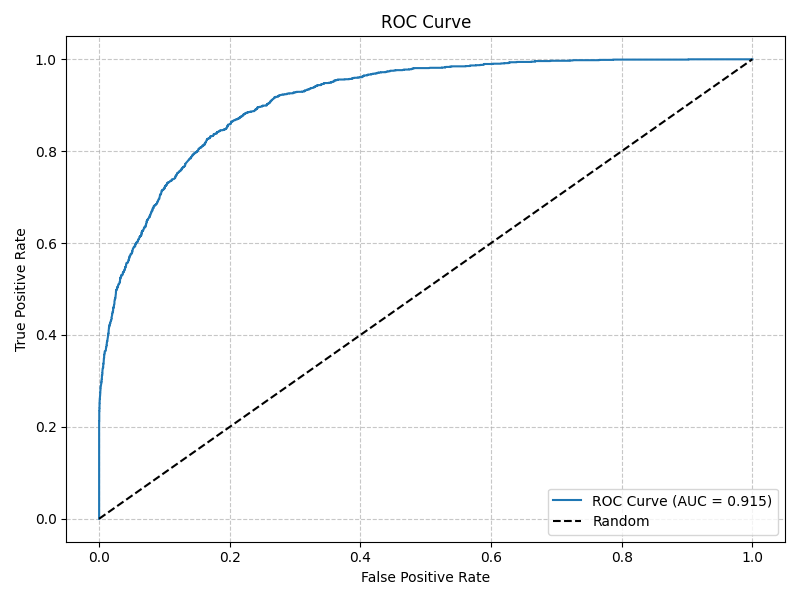 ROC Curve
1.0
0.8
0.6
0.4
0.2
0.0
True Positive Rate
0.0 0.2 0.4 0.6 0.8 1.0
False Positive Rate
ROC Curve (AUC = 0.915)
Random